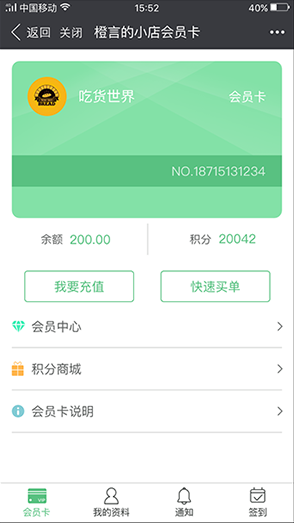 中国移动 15:52 40%
返回 关闭 橙言的小店会员卡
吃货世界 会员卡
NO.18715131234
余额 200.00 积分 20042
我要充值 快速买单
会员中心
积分商城
会员卡说明
VIP
会员卡 我的资料 通知 签到